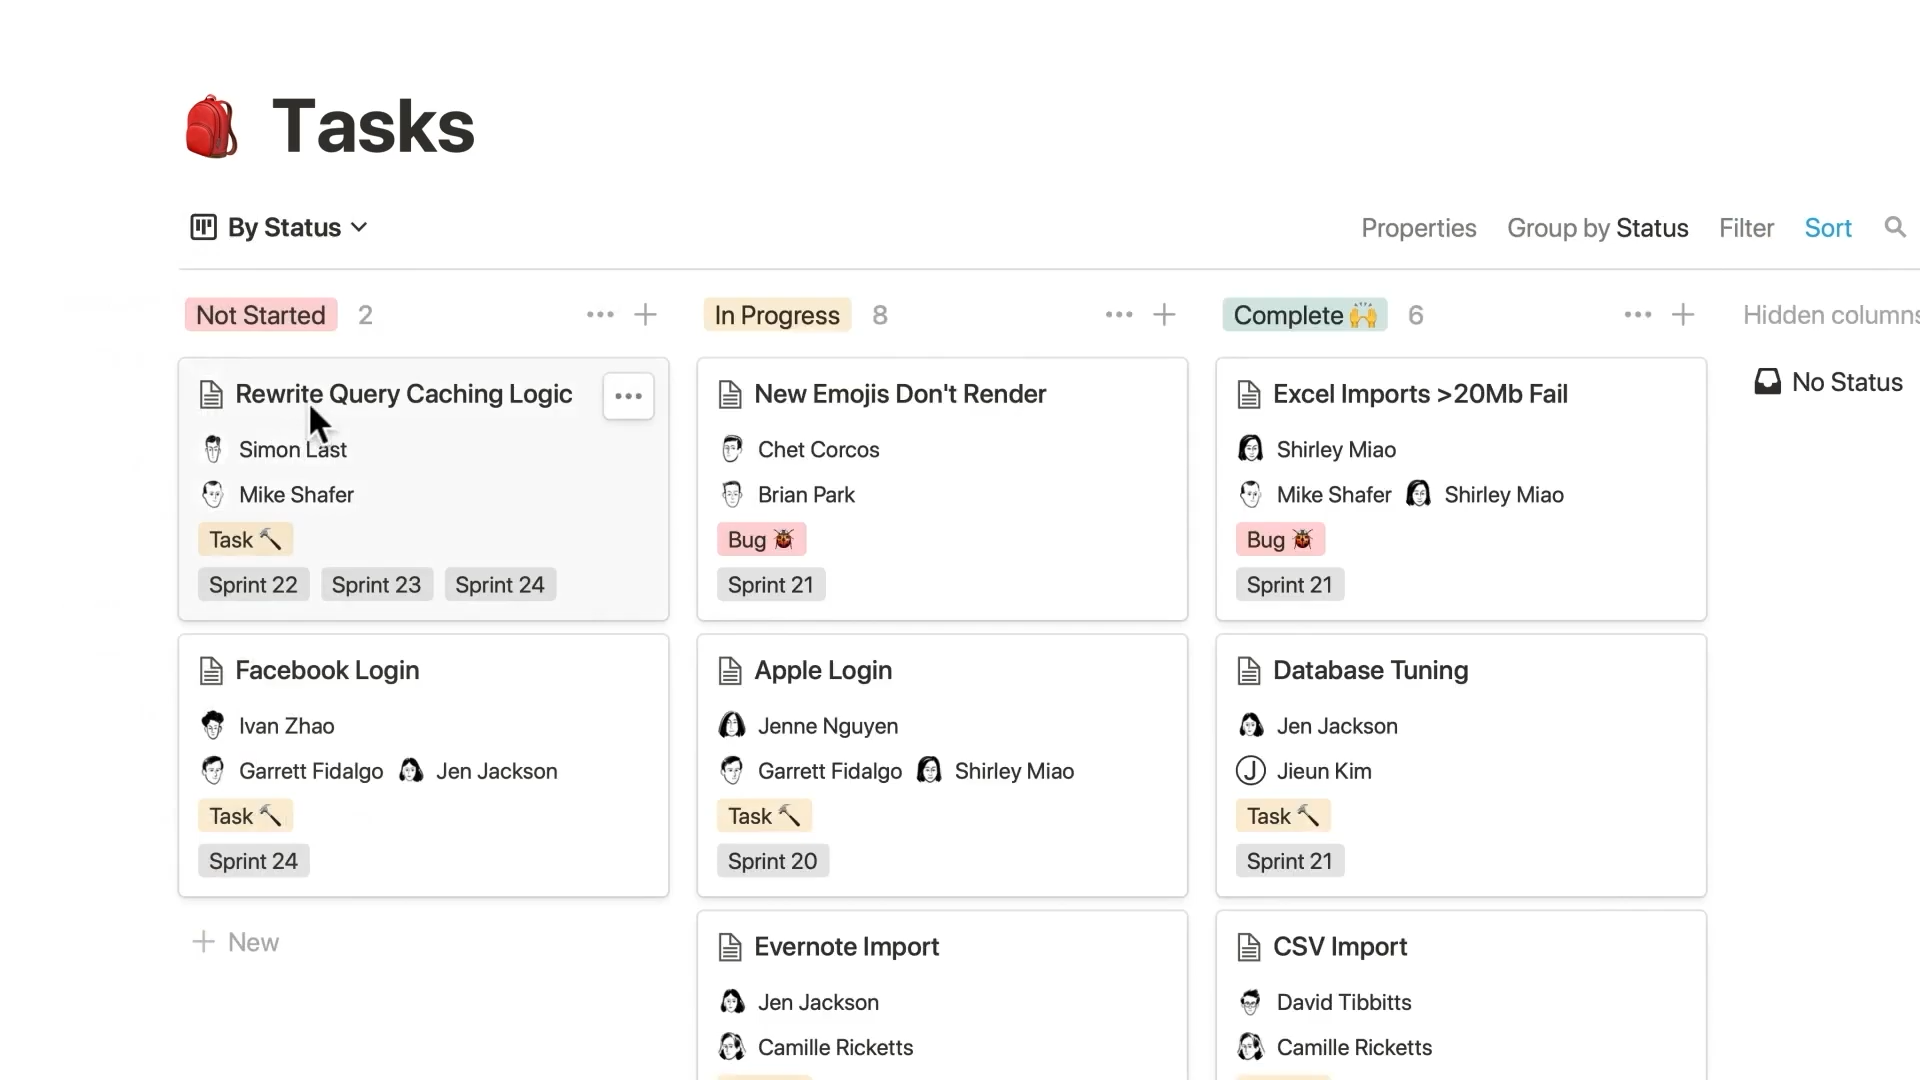 Tasks
By Status
Properties Group by Status Filter Sort
Not Started 2
In Progress 8
Complete 🙌 6
Hidden columns
No Status
Rewrite Query Caching Logic
Simon Last
Mike Shafer
Task 🔨
Sprint 22 Sprint 23 Sprint 24
Facebook Login
Ivan Zhao
Garrett Fidalgo Jen Jackson
Task 🔨
Sprint 24
+ New
New Emojis Don't Render
Chet Corcos
Brian Park
Bug 🐞
Sprint 21
Apple Login
Jenne Nguyen
Garrett Fidalgo Shirley Miao
Task 🔨
Sprint 20
Evernote Import
Jen Jackson
Camille Ricketts
Excel Imports >20Mb Fail
Shirley Miao
Mike Shafer Shirley Miao
Bug 🐞
Sprint 21
Database Tuning
Jen Jackson
J Jieun Kim
Task 🔨
Sprint 21
CSV Import
David Tibbitts
Camille Ricketts